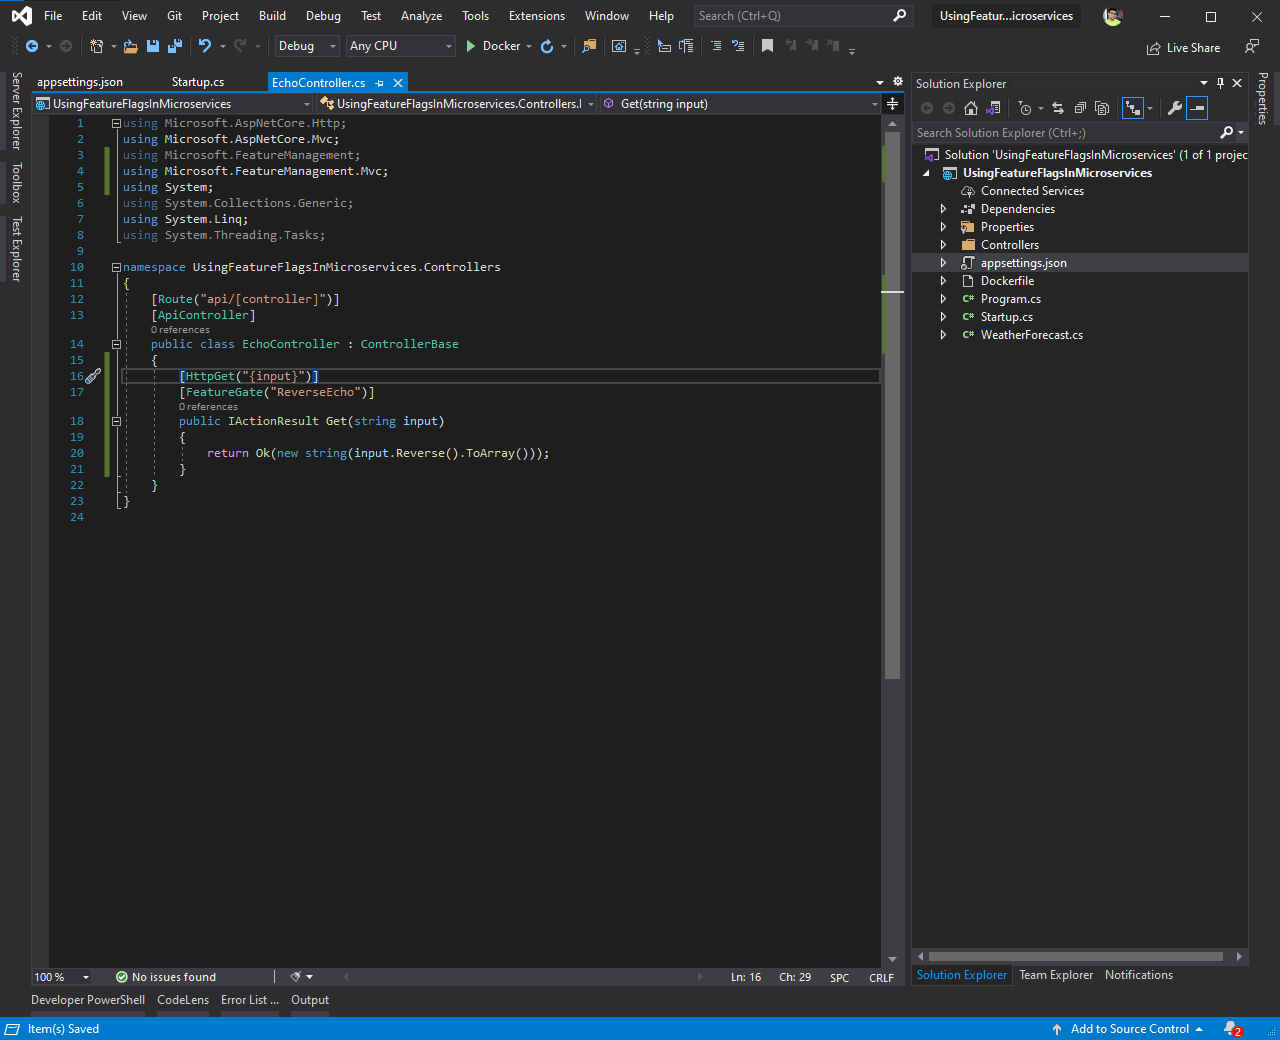 File Edit View Git Project Build Debug Test Analyze Tools Extensions Window Help Search (Ctrl+Q) UsingFeatur...icroservices
Debug Any CPU Docker Live Share
Server Explorer
Toolbox
Test Explorer
appsettings.json Startup.cs EchoController.cs
UsingFeatureFlagsInMicroservices UsingFeatureFlagsInMicroservices.Controllers.I Get(string input)
1 using Microsoft.AspNetCore.Http;
2 using Microsoft.AspNetCore.Mvc;
3 using Microsoft.FeatureManagement;
4 using Microsoft.FeatureManagement.Mvc;
5 using System;
6 using System.Collections.Generic;
7 using System.Linq;
8 using System.Threading.Tasks;
9
10 namespace UsingFeatureFlagsInMicroservices.Controllers
11 {
12 [Route("api/[controller]")]
13 [ApiController]
0 references
14 public class EchoController : ControllerBase
15 {
16 [HttpGet("{input}")]
17 [FeatureGate("ReverseEcho")]
0 references
18 public IActionResult Get(string input)
19 {
20 return Ok(new string(input.Reverse().ToArray()));
21 }
22 }
23 }
24
100 % No issues found Ln: 16 Ch: 29 SPC CRLF
Solution Explorer
Search Solution Explorer (Ctrl+;)
Solution 'UsingFeatureFlagsInMicroservices' (1 of 1 projec
UsingFeatureFlagsInMicroservices
Connected Services
Dependencies
Properties
Controllers
appsettings.json
Dockerfile
C# Program.cs
C# Startup.cs
C# WeatherForecast.cs
Solution Explorer Team Explorer Notifications
Properties
Developer PowerShell CodeLens Error List ... Output
Item(s) Saved Add to Source Control 2